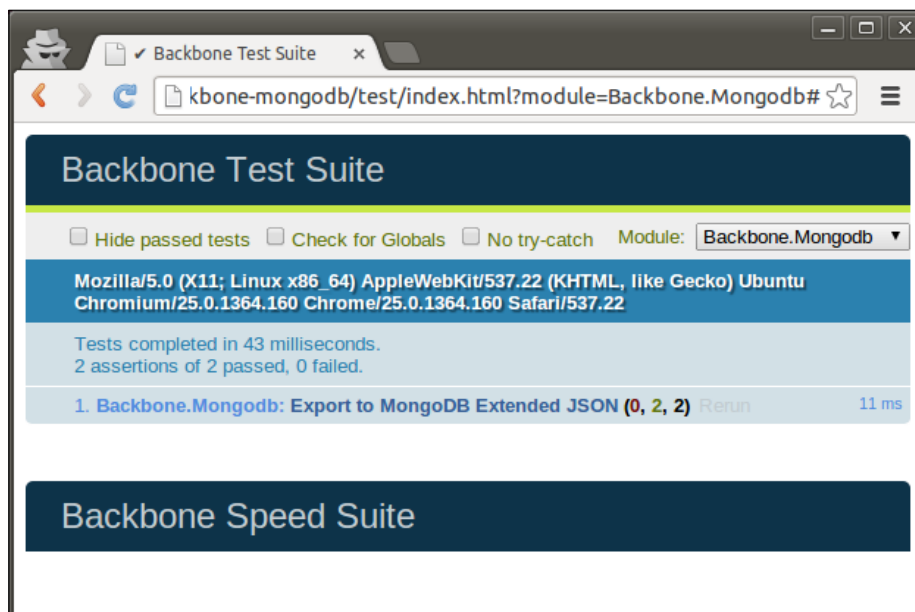 ✔ Backbone Test Suite ×
kbone-mongodb/test/index.html?module=Backbone.Mongodb#
Backbone Test Suite
Hide passed tests Check for Globals No try-catch Module: Backbone.Mongodb
Mozilla/5.0 (X11; Linux x86_64) AppleWebKit/537.22 (KHTML, like Gecko) Ubuntu
Chromium/25.0.1364.160 Chrome/25.0.1364.160 Safari/537.22
Tests completed in 43 milliseconds.
2 assertions of 2 passed, 0 failed.
1. Backbone.Mongodb: Export to MongoDB Extended JSON (0, 2, 2) Rerun 11 ms
Backbone Speed Suite